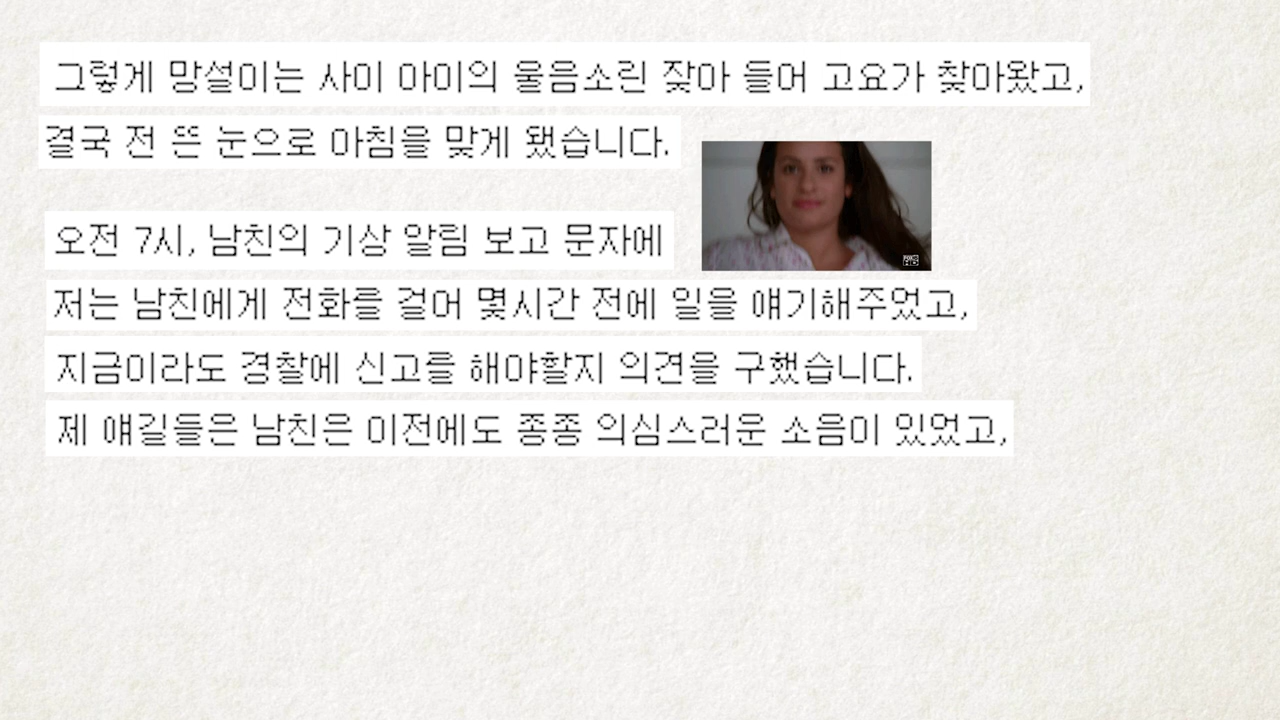 그렇게 망설이는 사이 아이의 울음소린 잦아 들어 고요가 찾아왔고,
결국 전 뜬 눈으로 아침을 맞게 됐습니다.
오전 7시, 남친의 기상 알림 보고 문자에
저는 남친에게 전화를 걸어 몇시간 전에 일을 얘기해주었고,
지금이라도 경찰에 신고를 해야할지 의견을 구했습니다.
제 얘길들은 남친은 이전에도 종종 의심스러운 소음이 있었고,